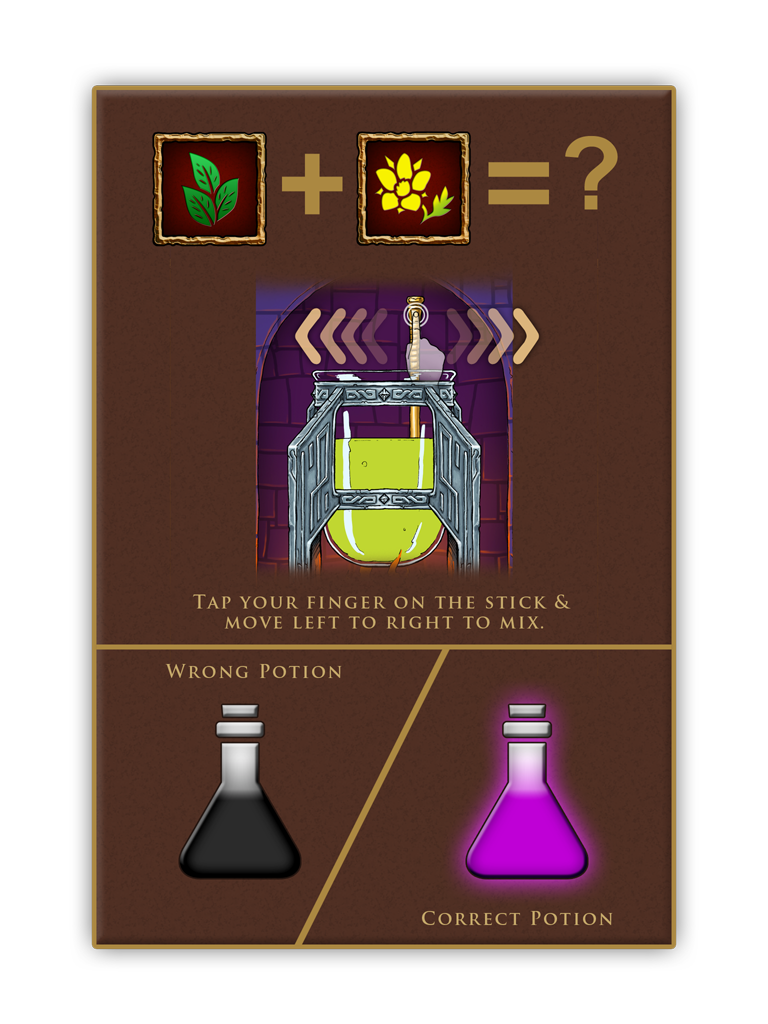 + = ?
Tap your finger on the stick &
move left to right to mix.
Wrong Potion
Correct Potion